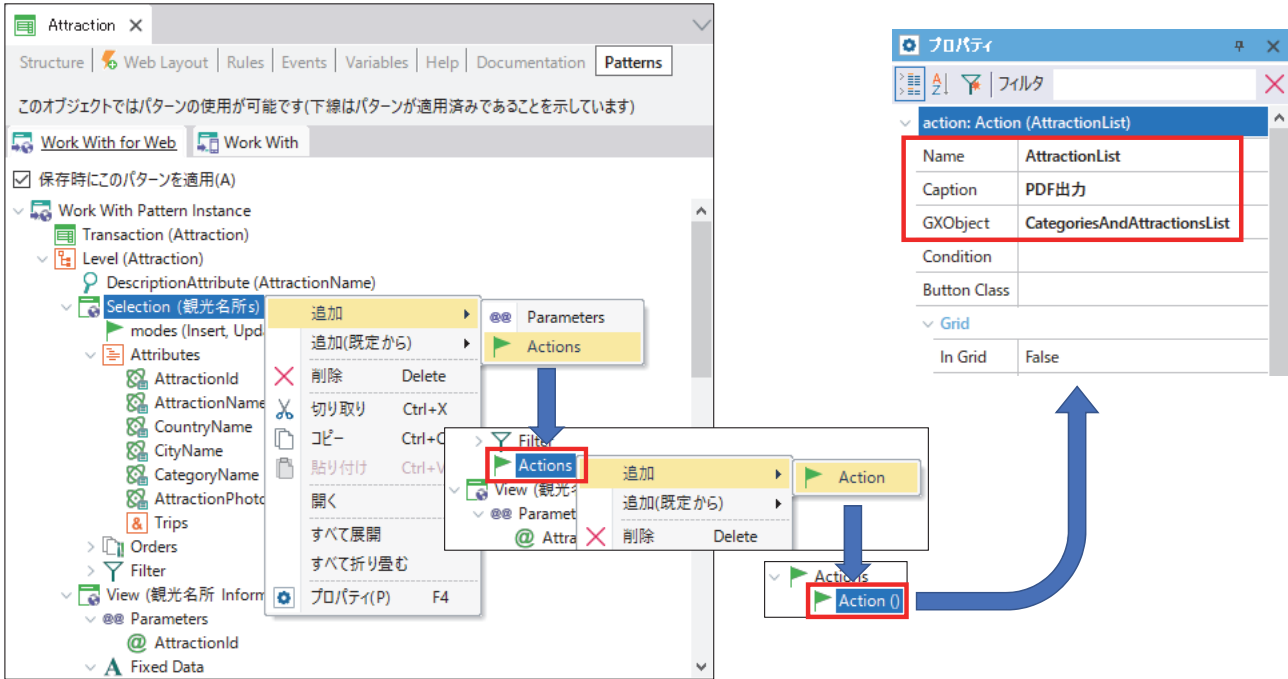 Attraction
Structure Web Layout Rules Events Variables Help Documentation Patterns
このオブジェクトではパターンの使用が可能です(下線はパターンが適用済みであることを示しています)
Work With for Web Work With
保存時にこのパターンを適用(A)
Work With Pattern Instance
Transaction (Attraction)
Level (Attraction)
DescriptionAttribute (AttractionName)
Selection (観光名所s)
modes (Insert, Upd
Attributes
AttractionId
AttractionName
CountryName
CityName
CategoryName
AttractionPhoto
& Trips
Orders
Filter
View (観光名所 Inform
@@ Parameters
@ AttractionId
A Fixed Data
追加
追加(既定から)
削除 Delete
切り取り Ctrl+X
コピー Ctrl+C
貼り付け Ctrl+V
開く
すべて展開
すべて折り畳む
プロパティ(P) F4
@@ Parameters
Actions
Filter
Actions
View (観光名
@@ Paramet
@ Attra
追加
追加(既定から)
削除 Delete
Action
Actions
Action ()
プロパティ
フィルタ
action: Action (AttractionList)
Name AttractionList
Caption PDF出力
GXObject CategoriesAndAttractionsList
Condition
Button Class
Grid
In Grid False